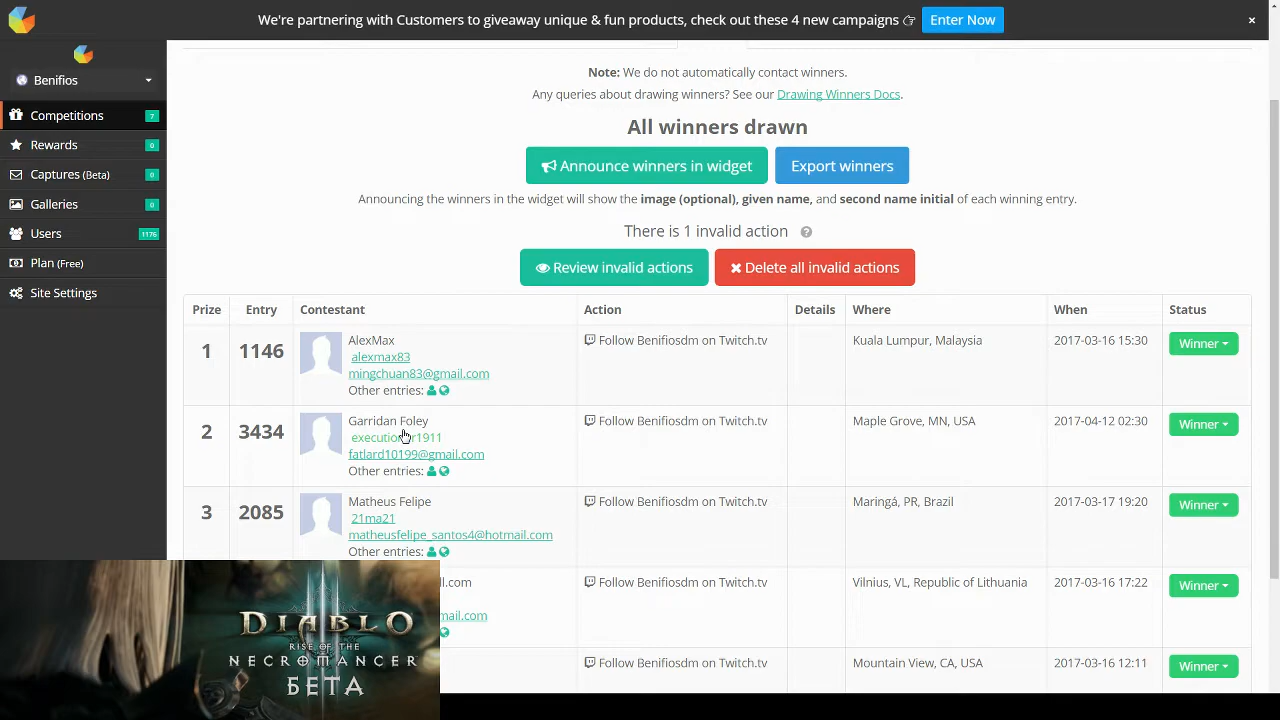 We're partnering with Customers to giveaway unique & fun products, check out these 4 new campaigns Enter Now ×
Benifios
Competitions 7
Rewards 0
Captures (Beta) 0
Galleries 0
Users 1176
Plan (Free)
Site Settings
Note: We do not automatically contact winners.
Any queries about drawing winners? See our Drawing Winners Docs.
All winners drawn
Announce winners in widget Export winners
Announcing the winners in the widget will show the image (optional), given name, and second name initial of each winning entry.
There is 1 invalid action ?
Review invalid actions Delete all invalid actions
Prize Entry Contestant Action Details Where When Status
1 1146 AlexMax Follow Benifiosdm on Twitch.tv Kuala Lumpur, Malaysia 2017-03-16 15:30 Winner
alexmax83
mingchuan83@gmail.com
Other entries:
2 3434 Garridan Foley Follow Benifiosdm on Twitch.tv Maple Grove, MN, USA 2017-04-12 02:30 Winner
executioner1911
fatlard10199@gmail.com
Other entries:
3 2085 Matheus Felipe Follow Benifiosdm on Twitch.tv Maringá, PR, Brazil 2017-03-17 19:20 Winner
21ma21
matheusfelipe_santos4@hotmail.com
Other entries:
l.com Follow Benifiosdm on Twitch.tv Vilnius, VL, Republic of Lithuania 2017-03-16 17:22 Winner
mail.com
Follow Benifiosdm on Twitch.tv Mountain View, CA, USA 2017-03-16 12:11 Winner
DIABLO
RISE OF THE
NECROMANCER
BETA